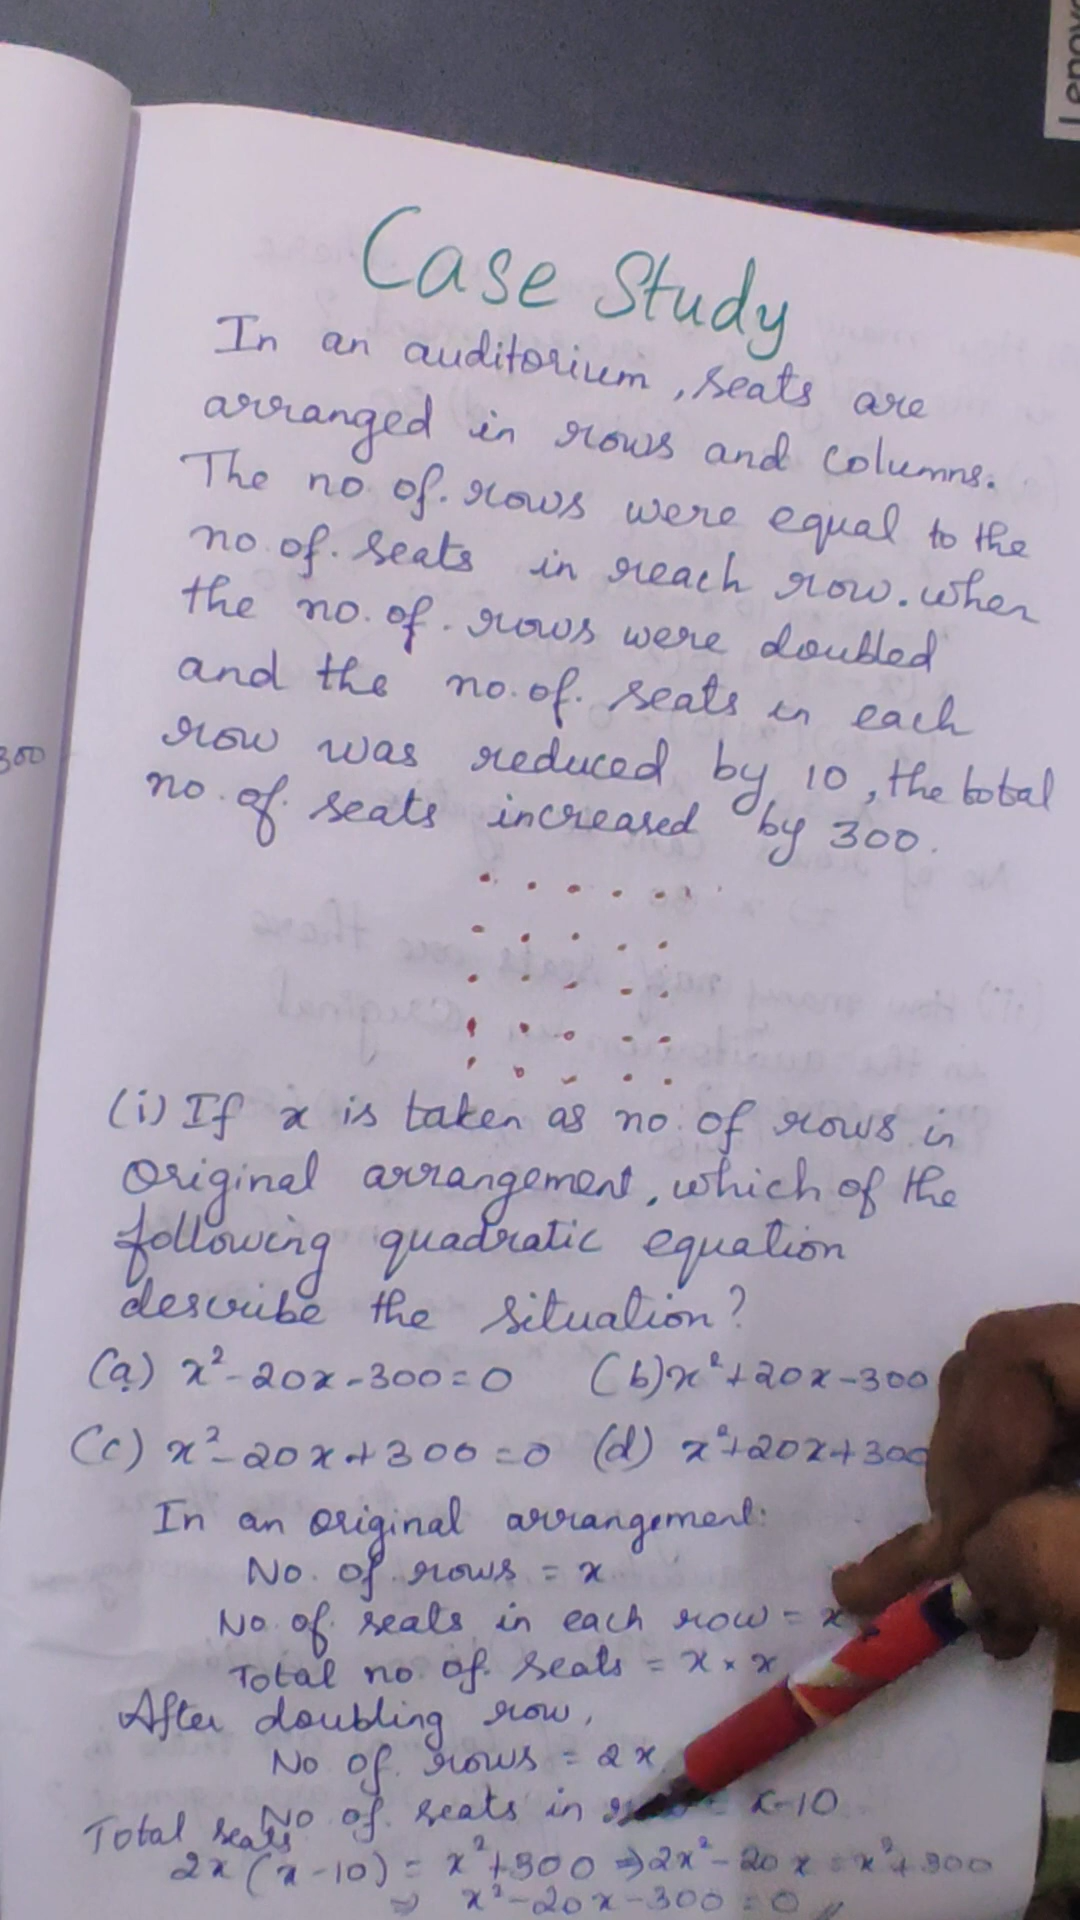 Lenovo
Case Study
In an auditorium, seats are
arranged in rows and columns.
The no of. rows were equal to the
no. of. seats in reach row. when
the no. of. rows were doubled
and the no. of. seats in each
row was reduced by 10, the total
no. of. seats increased by 300.
300
(i) If x is taken as no. of rows in
Original arrangement, which of the
following quadratic equation
describe the situation?
(a) x²-20x-300=0 (b) x²+20x-300
(c) x²-20x+300=0 (d) x²+20x+300
In an original arrangement:
No. of. rows = x
No. of. seats in each row = x
Total no. of. seats = x × x
After doubling row,
No of. rows = 2x
No of seats in = x-10
Total seats
2x(x-10) = x²+300 ⇒ 2x²-20x = x²+300
⇒ x²-20x-300=0